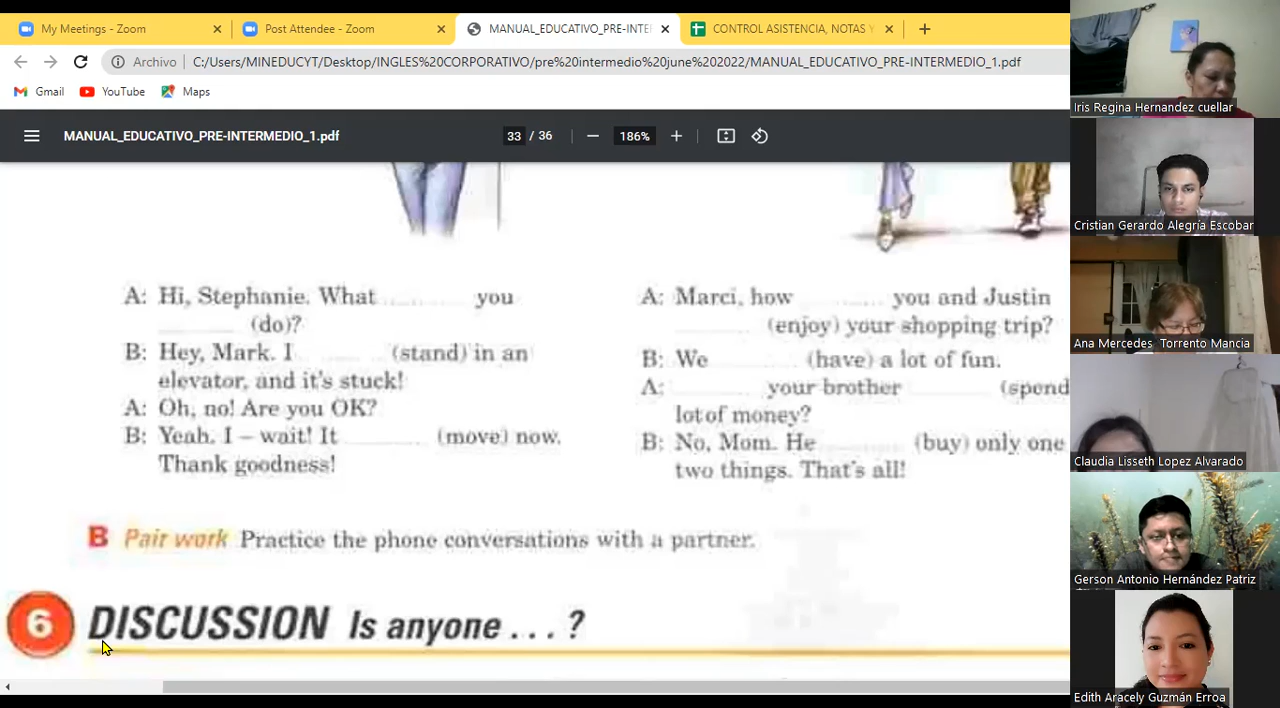 My Meetings - Zoom
Post Attendee - Zoom
MANUAL_EDUCATIVO_PRE-INTE
CONTROL ASISTENCIA, NOTAS Y
Archivo
C:/Users/MINEDUCYT/Desktop/INGLES%20CORPORATIVO/pre%20intermedio%20june%202022/MANUAL_EDUCATIVO_PRE-INTERMEDIO_1.pdf
Gmail
YouTube
Maps
MANUAL_EDUCATIVO_PRE-INTERMEDIO_1.pdf
33 / 36
186%
A: Hi, Stephanie. What ........ you
........ (do)?
B: Hey, Mark. I ........ (stand) in an
elevator, and it's stuck!
A: Oh, no! Are you OK?
B: Yeah. I – wait! It ........ (move) now.
Thank goodness!
A: Marci, how ........ you and Justin
........ (enjoy) your shopping trip?
B: We ........ (have) a lot of fun.
A: ........ your brother ........ (spend
lot of money?
B: No, Mom. He ........ (buy) only one
two things. That's all!
B Pair work Practice the phone conversations with a partner.
6 DISCUSSION Is anyone . . . ?
Iris Regina Hernandez cuellar
Cristian Gerardo Alegría Escobar
Ana Mercedes Torrento Mancia
Claudia Lisseth Lopez Alvarado
Gerson Antonio Hernández Patriz
Edith Aracely Guzmán Erroa